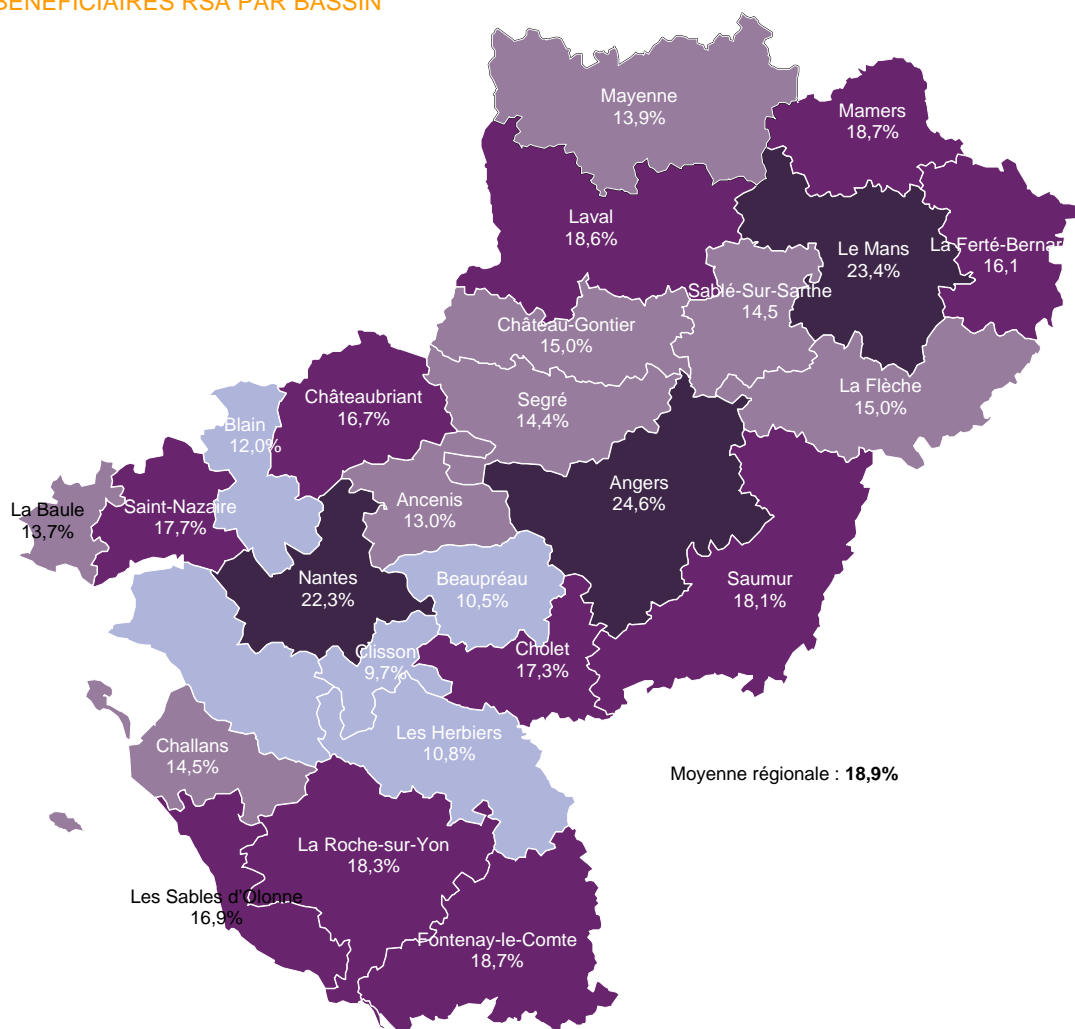 BÉNÉFICIAIRES RSA PAR BASSIN
Mayenne
13,9%
Mamers
18,7%
Laval
18,6%
Le Mans
23,4%
La Ferté-Bernar
16,1
Sablé-Sur-Sarthe
14,5
Château-Gontier
15,0%
La Flèche
15,0%
Segré
14,4%
Châteaubriant
16,7%
Blain
12,0%
Angers
24,6%
Ancenis
13.0%
La Baule
13,7%
Saint-Nazaire
17,7%
Nantes
22,3%
Beaupréau
10,5%
Saumur
18,1%
Clisson
9,7%
Cholet
17,3%
Les Herbiers
10,8%
Challans
14,5%
Moyenne régionale : 18,9%
La Roche-sur-Yon
18,3%
Les Sables d'Olonne
16,9%
Fontenay-le-Comte
18,7%